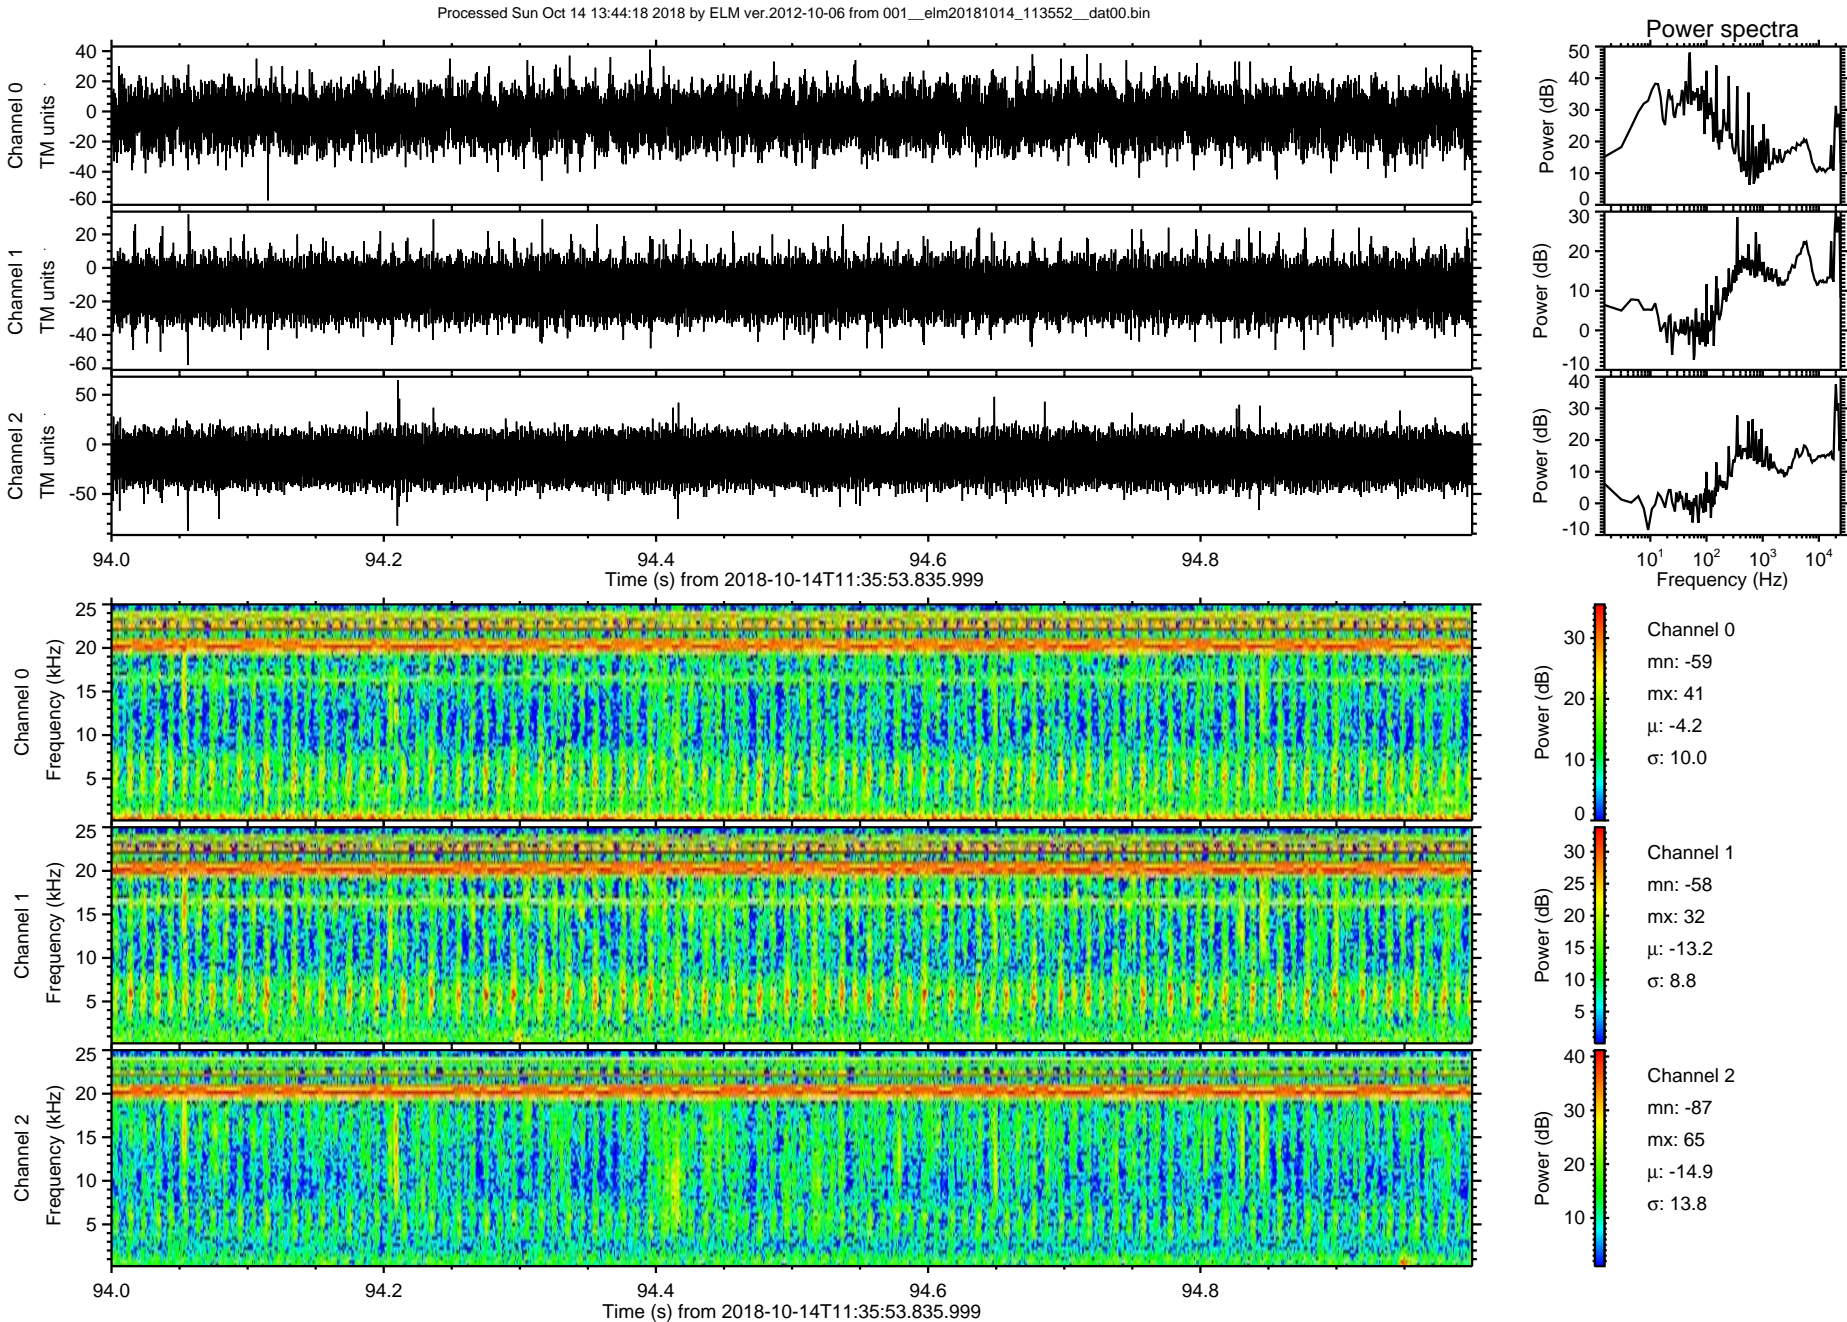 Processed Sun Oct 14 13:44:18 2018 by ELM ver.2012-10-06 from 001__elm20181014_113552__dat00.bin
Power spectra
Channel 0
TM units
40
20
0
-20
-40
-60
Power (dB)
50
40
30
20
10
0
Channel 1
TM units
20
0
-20
-40
-60
Power (dB)
30
20
10
0
-10
Channel 2
TM units
50
0
-50
Power (dB)
40
30
20
10
0
-10
94.0 94.2 94.4 94.6 94.8
Time (s) from 2018-10-14T11:35:53.835.999
10^1 10^2 10^3 10^4
Frequency (Hz)
Channel 0
Frequency (kHz)
25
20
15
10
5
Power (dB)
30
20
10
0
Channel 0
mn: -59
mx: 41
μ: -4.2
σ: 10.0
Channel 1
Frequency (kHz)
25
20
15
10
5
Power (dB)
30
25
20
15
10
5
Channel 1
mn: -58
mx: 32
μ: -13.2
σ: 8.8
Channel 2
Frequency (kHz)
25
20
15
10
5
Power (dB)
40
30
20
10
Channel 2
mn: -87
mx: 65
μ: -14.9
σ: 13.8
94.0 94.2 94.4 94.6 94.8
Time (s) from 2018-10-14T11:35:53.835.999